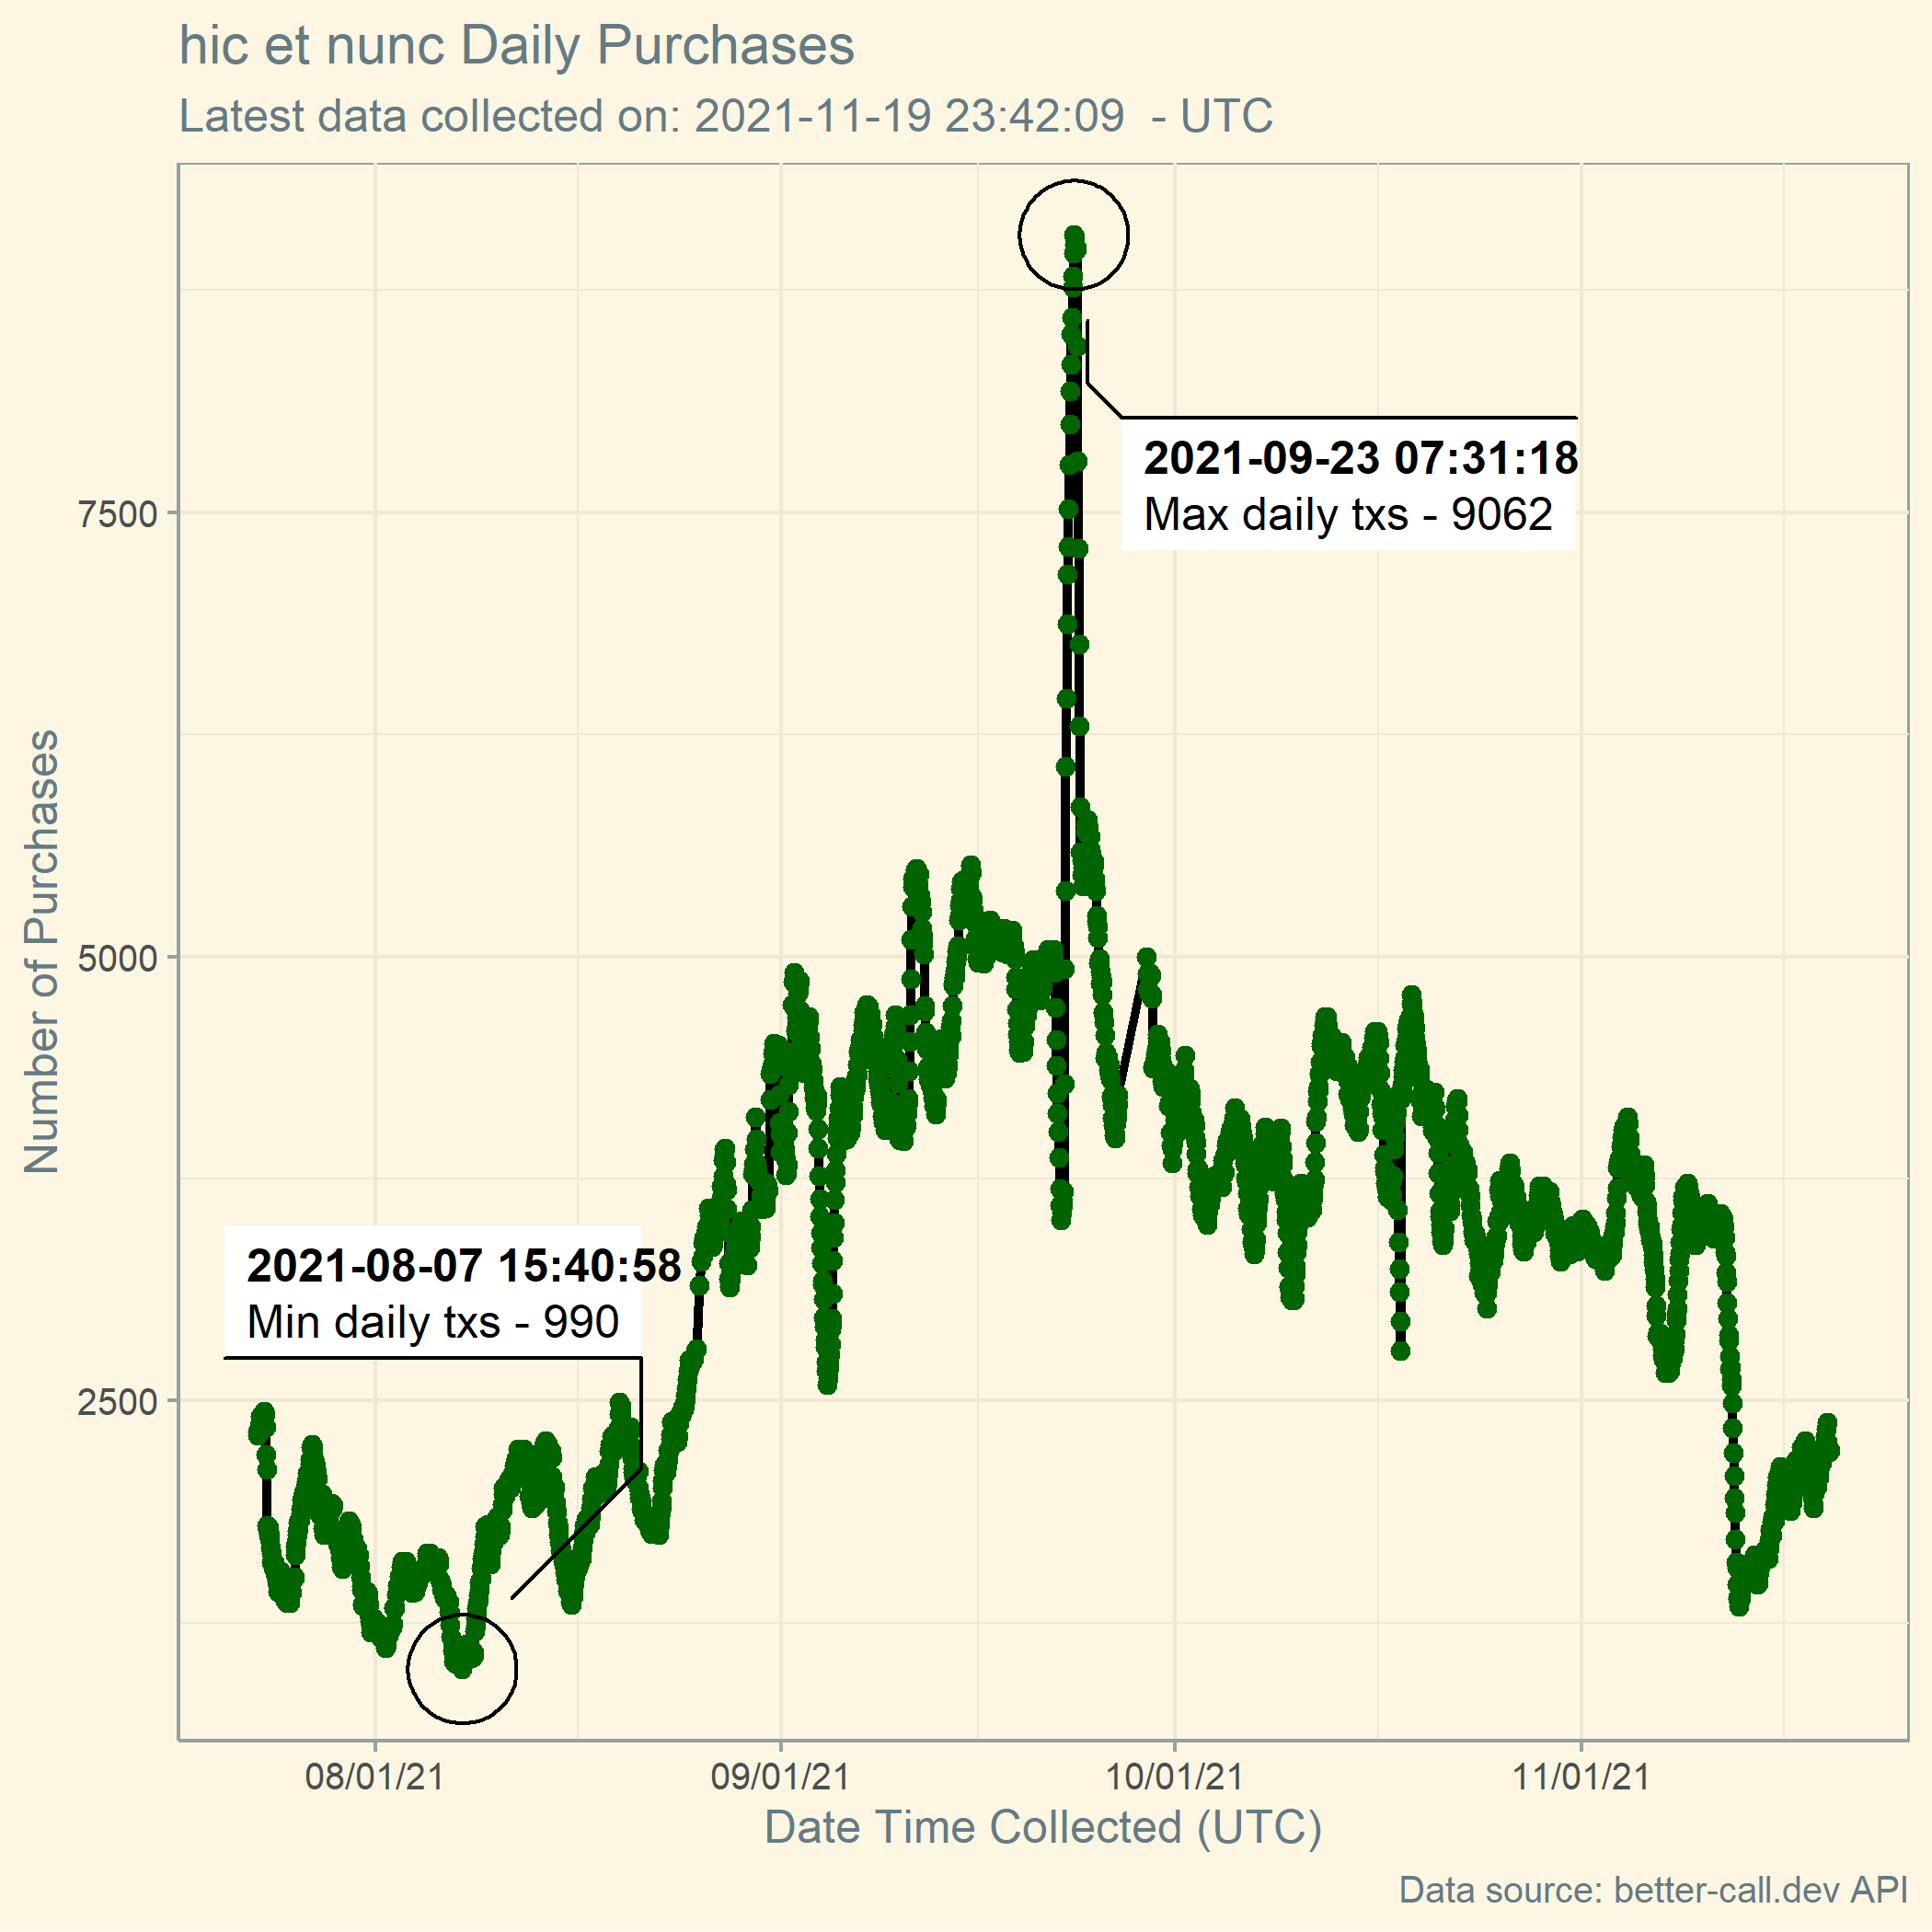 hic et nunc Daily Purchases
Latest data collected on: 2021-11-19 23:42:09  - UTC
2021-09-23 07:31:18
Max daily txs - 9062
7500
Number of Purchases
5000
2021-08-07 15:40:58
Min daily txs - 990
2500
08/01/21 09/01/21 10/01/21 11/01/21
Date Time Collected (UTC)
Data source: better-call.dev API